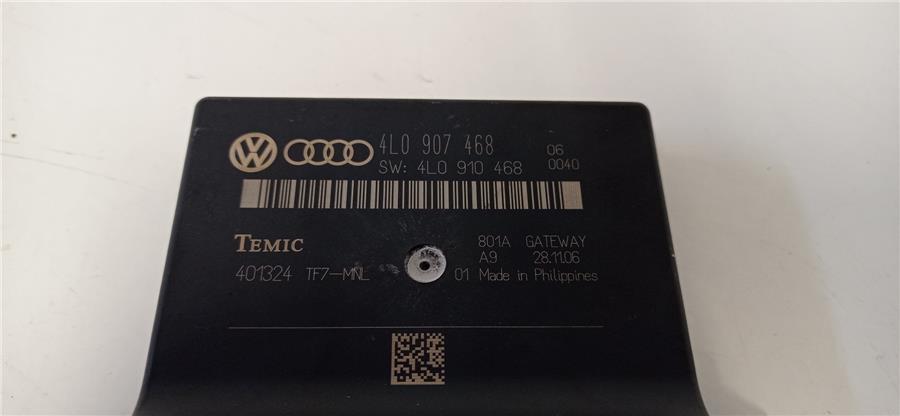 4L0 907 468 06
SW: 4L0 910 468 0040
TEMIC 801A GATEWAY
A9 28.11.06
401324 TF7-MNL 01 Made in Philippines